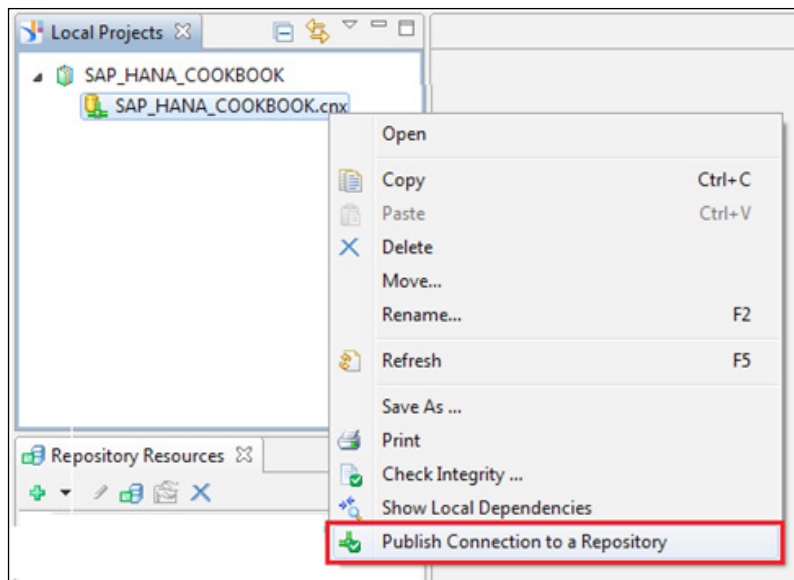 Local Projects
SAP_HANA_COOKBOOK
SAP_HANA_COOKBOOK.cnx
Open
Copy Ctrl+C
Paste Ctrl+V
Delete
Move...
Rename... F2
Refresh F5
Save As ...
Print
Check Integrity ...
Show Local Dependencies
Publish Connection to a Repository
Repository Resources